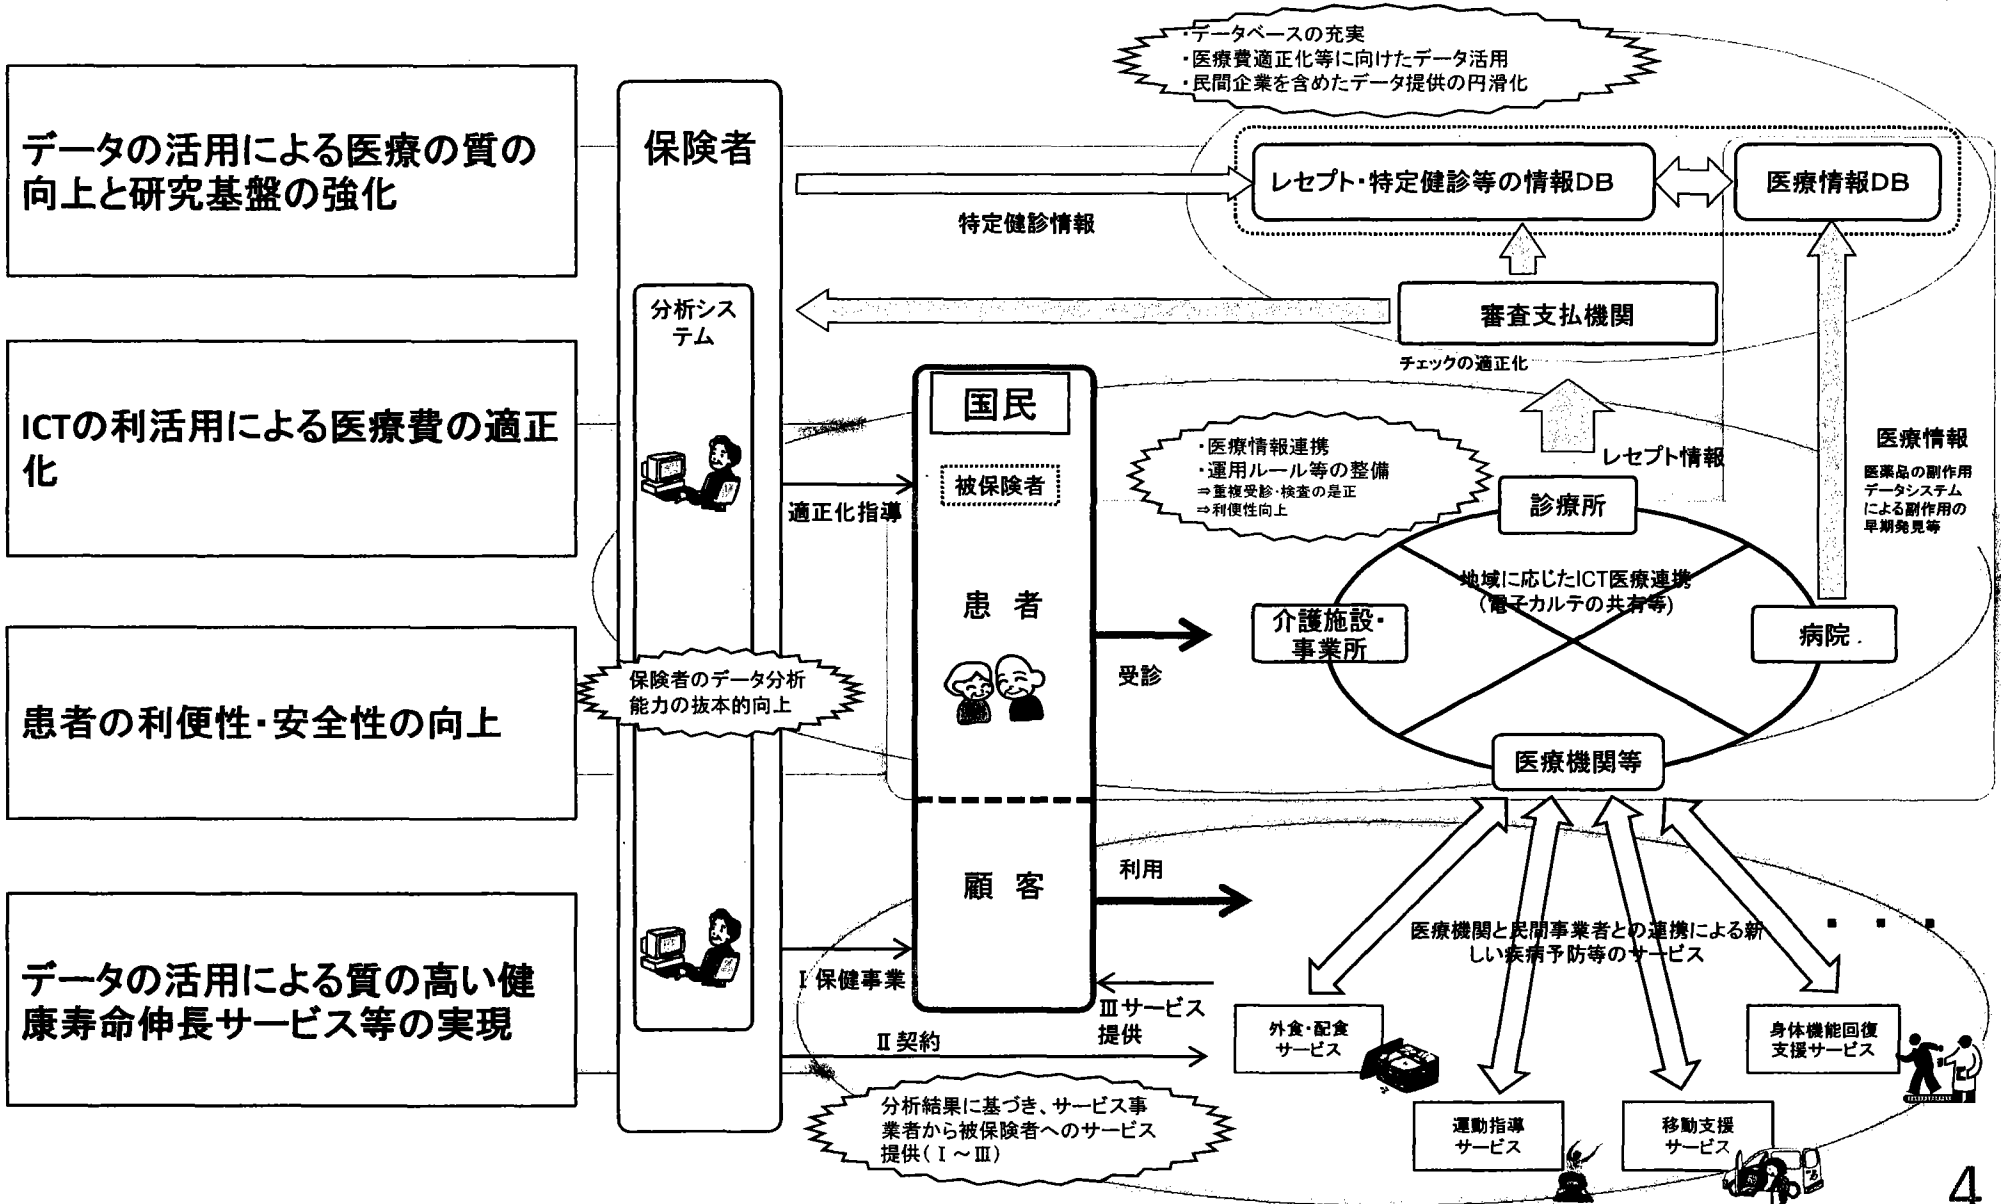 ・データベースの充実
・医療費適正化等に向けたデータ活用
・民間企業を含めたデータ提供の円滑化
データの活用による医療の質の
向上と研究基盤の強化
保険者
レセプト・特定健診等の情報DB
医療情報DB
特定健診情報
分析シス
テム
審査支払機関
チェックの適正化
ICTの利活用による医療費の適正
化
国民
被保険者
適正化指導
・医療情報連携
・運用ルール等の整備
⇒重複受診・検査の是正
⇒利便性向上
レセプト情報
医療情報
医薬品の副作用
データシステム
による副作用の
早期発見等
診療所
地域に応じたICT医療連携
(電子カルテの共有等)
介護施設・
事業所
病院
医療機関等
患者
受診
患者の利便性・安全性の向上
保険者のデータ分析
能力の抜本的向上
顧客
利用
医療機関と民間事業者との連携による新
しい疾病予防等のサービス
・・・
データの活用による質の高い健
康寿命伸長サービス等の実現
Ⅰ保健事業
Ⅲサービス
提供
Ⅱ契約
外食・配食
サービス
身体機能回復
支援サービス
分析結果に基づき、サービス事
業者から被保険者へのサービス
提供(Ⅰ～Ⅲ)
運動指導
サービス
移動支援
サービス
4